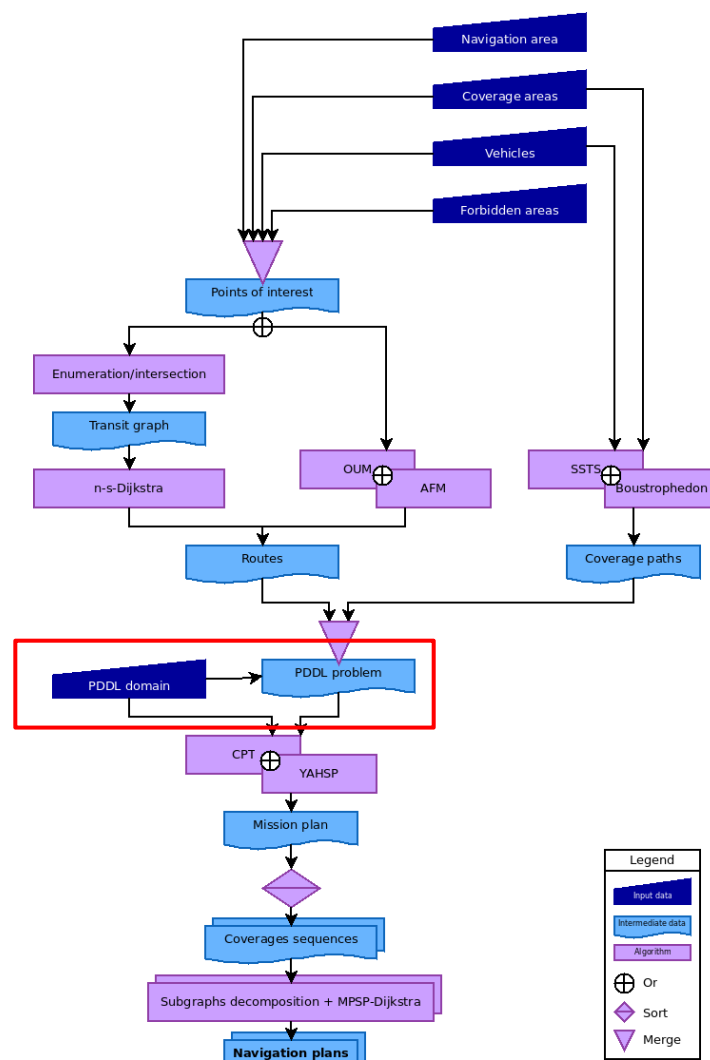 Navigation area
Coverage areas
Vehicles
Forbidden areas
Points of interest
Enumeration/intersection
Transit graph
n-s-Dijkstra
OUM
AFM
SSTS
Boustrophedon
Routes
Coverage paths
PDDL domain
PDDL problem
CPT
YAHSP
Mission plan
Coverages sequences
Subgraphs decomposition + MPSP-Dijkstra
Navigation plans
Legend
Input data
Intermediate data
Algorithm
Or
Sort
Merge